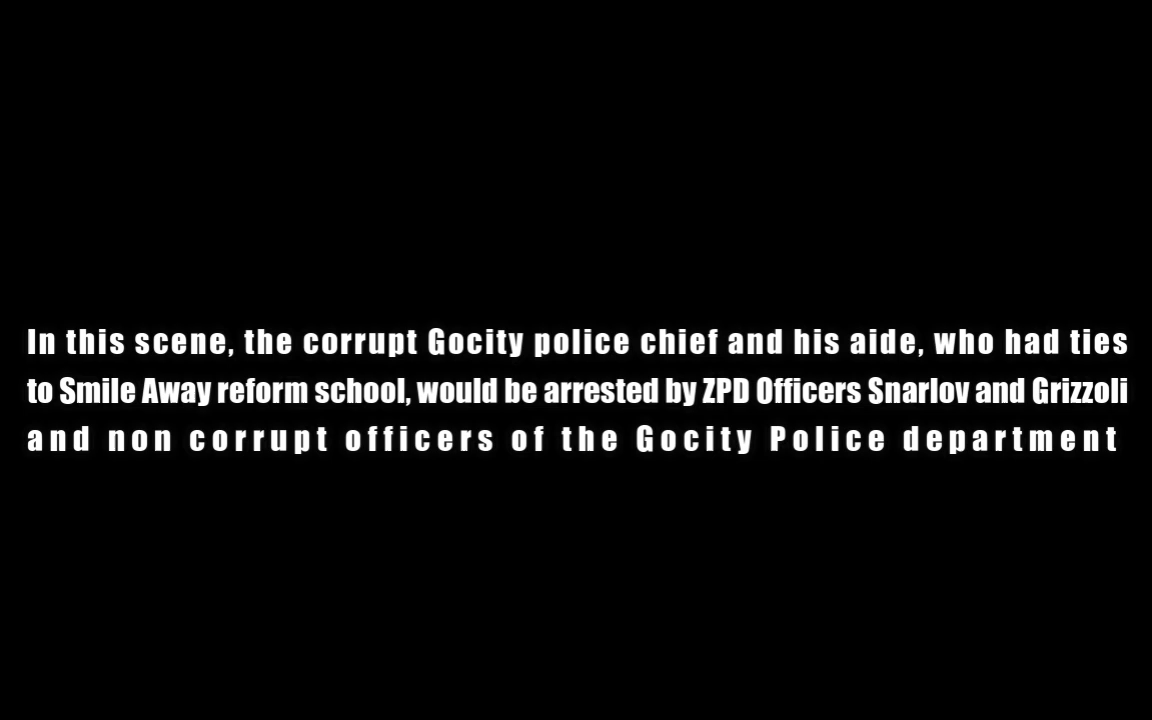 In this scene, the corrupt Gocity police chief and his aide, who had ties
to Smile Away reform school, would be arrested by ZPD Officers Snarlov and Grizzoli
and non corrupt officers of the Gocity Police department